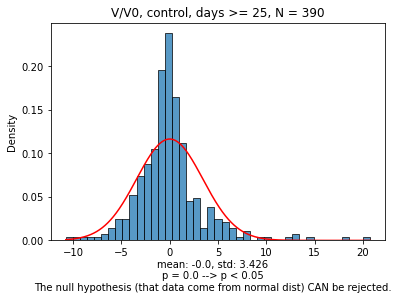 V/V0, control, days >= 25, N = 390
Density
0.20
0.15
0.10
0.05
0.00
−10
−5
0
5
10
15
20
mean: -0.0, std: 3.426
p = 0.0 --> p < 0.05
The null hypothesis (that data come from normal dist) CAN be rejected.